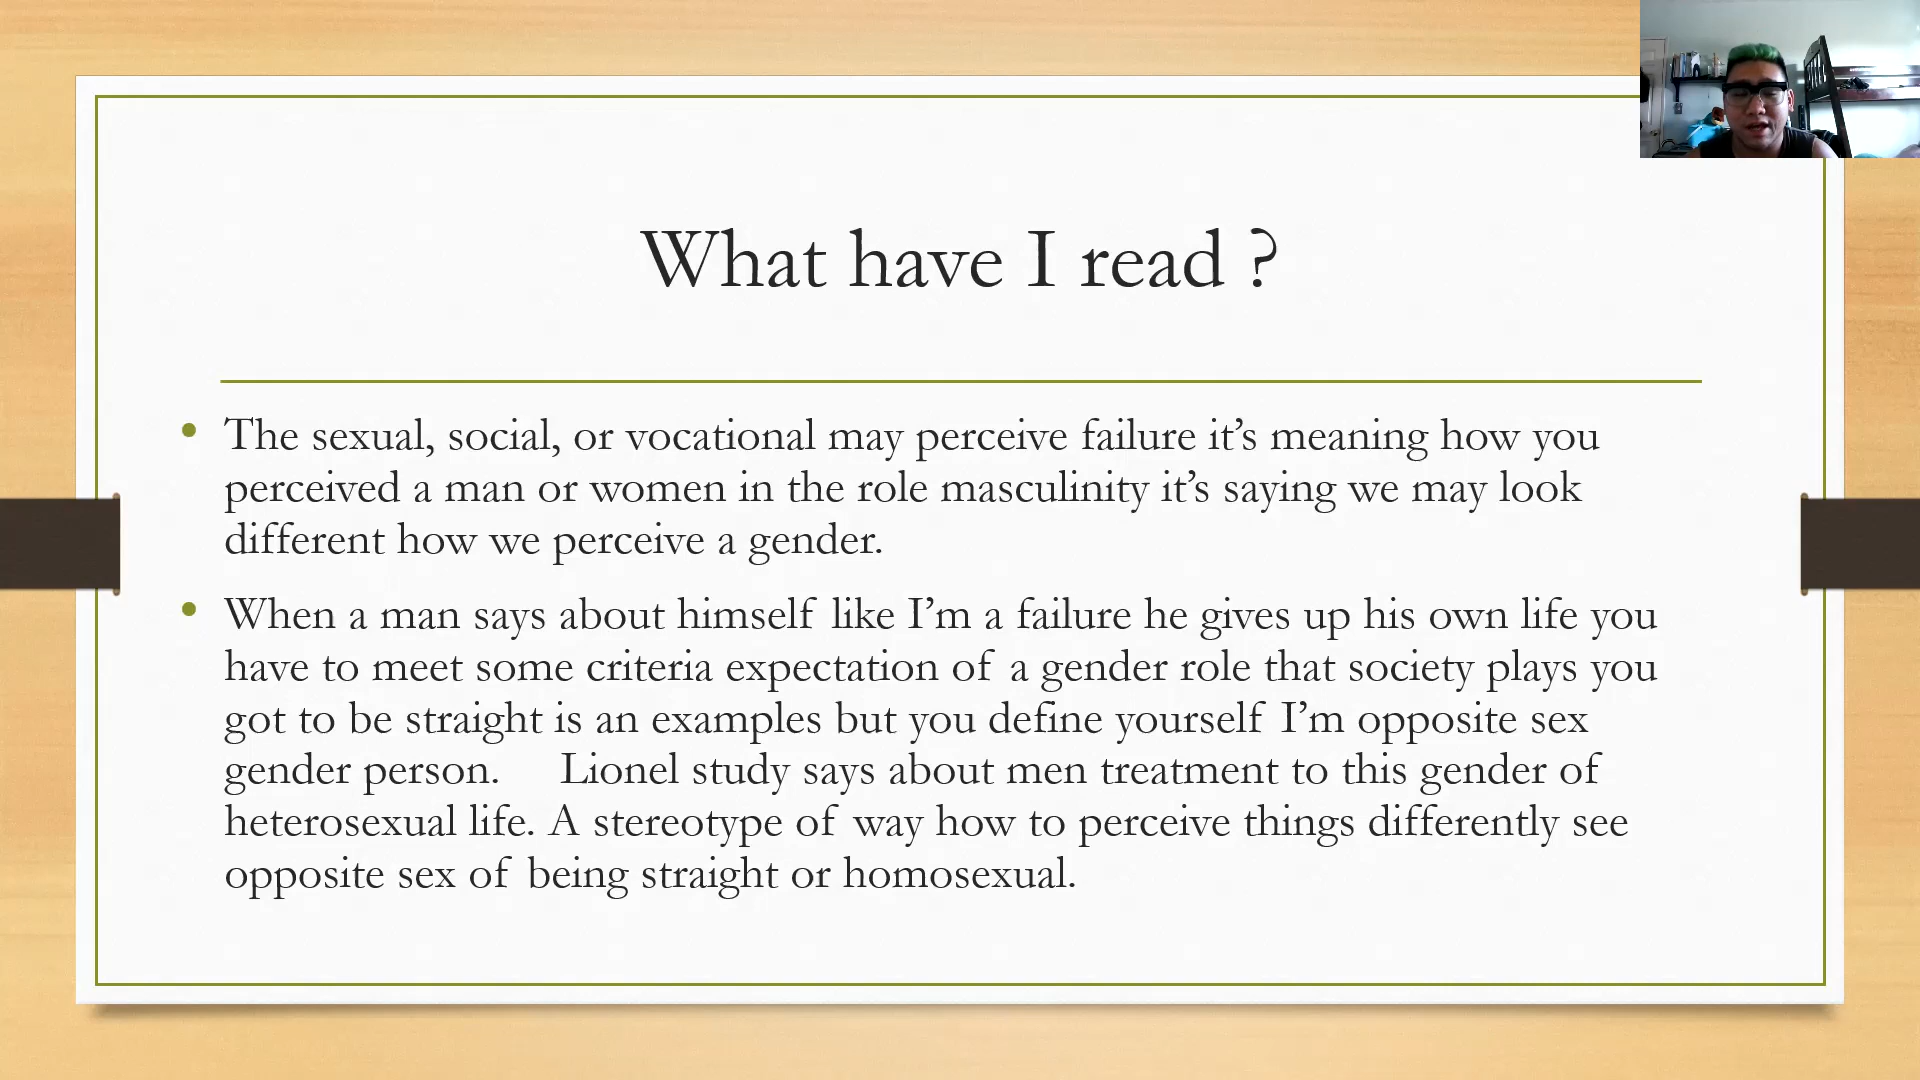 What have I read ?
The sexual, social, or vocational may perceive failure it’s meaning how you
perceived a man or women in the role masculinity it’s saying we may look
different how we perceive a gender.
When a man says about himself like I’m a failure he gives up his own life you
have to meet some criteria expectation of a gender role that society plays you
got to be straight is an examples but you define yourself I’m opposite sex
gender person. Lionel study says about men treatment to this gender of
heterosexual life. A stereotype of way how to perceive things differently see
opposite sex of being straight or homosexual.